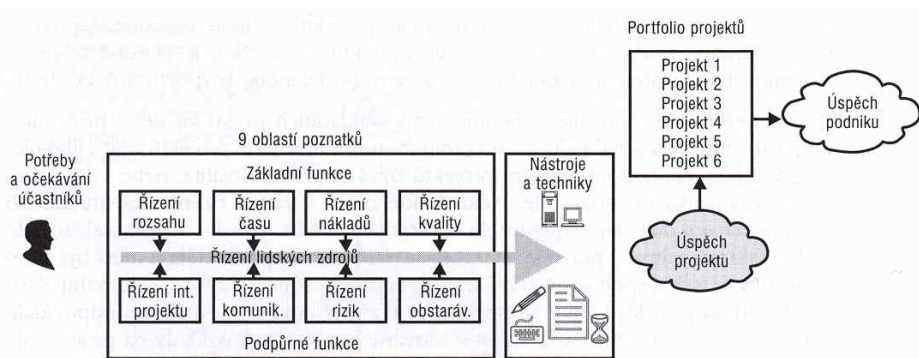 Portfolio projektů
Projekt 1
Projekt 2
Projekt 3
Projekt 4
Projekt 5
Projekt 6
Úspěch
podniku
9 oblastí poznatků
Potřeby
a očekávání
účastníků
Základní funkce
Nástroje
a techniky
Řízení
rozsahu
Řízení
času
Řízení
nákladů
Řízení
kvality
Řízení lidských zdrojů
Úspěch
projektu
Řízení int.
projektu
Řízení
komunik.
Řízení
rizik
Řízení
obstaráv.
Podpůrné funkce